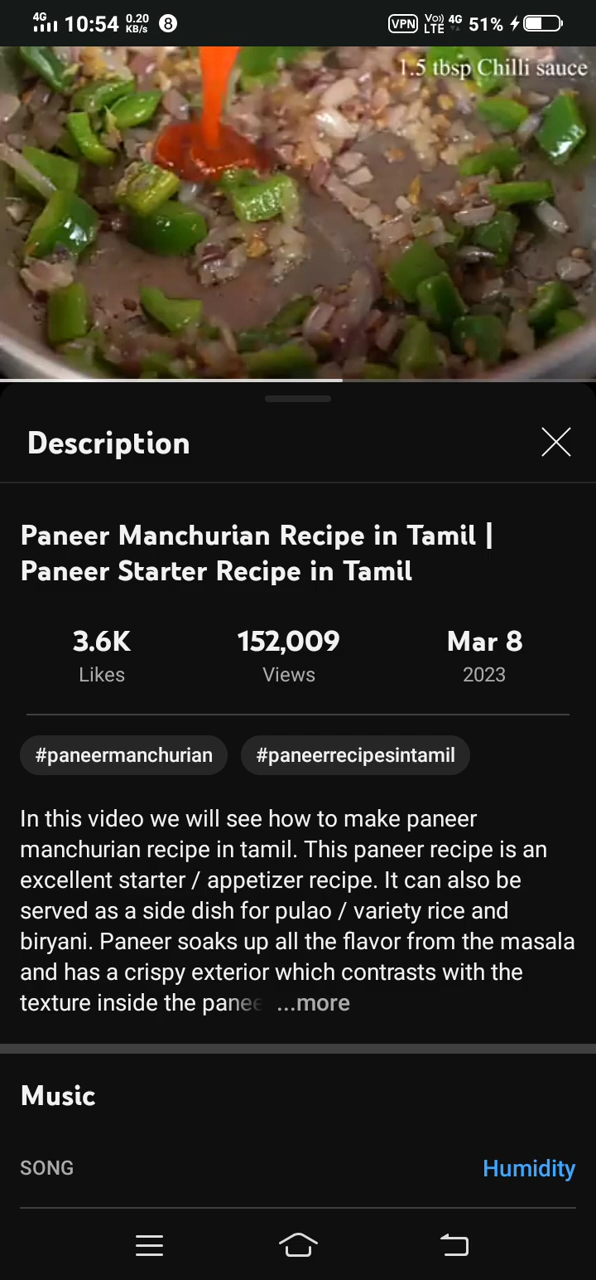 4G 10:54 0.20 KB/s 8 VPN Vo)) LTE 4G 51%
1.5 tbsp Chilli sauce
Description
Paneer Manchurian Recipe in Tamil |
Paneer Starter Recipe in Tamil
3.6K 152,009 Mar 8
Likes Views 2023
#paneermanchurian #paneerrecipesintamil
In this video we will see how to make paneer
manchurian recipe in tamil. This paneer recipe is an
excellent starter / appetizer recipe. It can also be
served as a side dish for pulao / variety rice and
biryani. Paneer soaks up all the flavor from the masala
and has a crispy exterior which contrasts with the
texture inside the panee ...more
Music
SONG Humidity